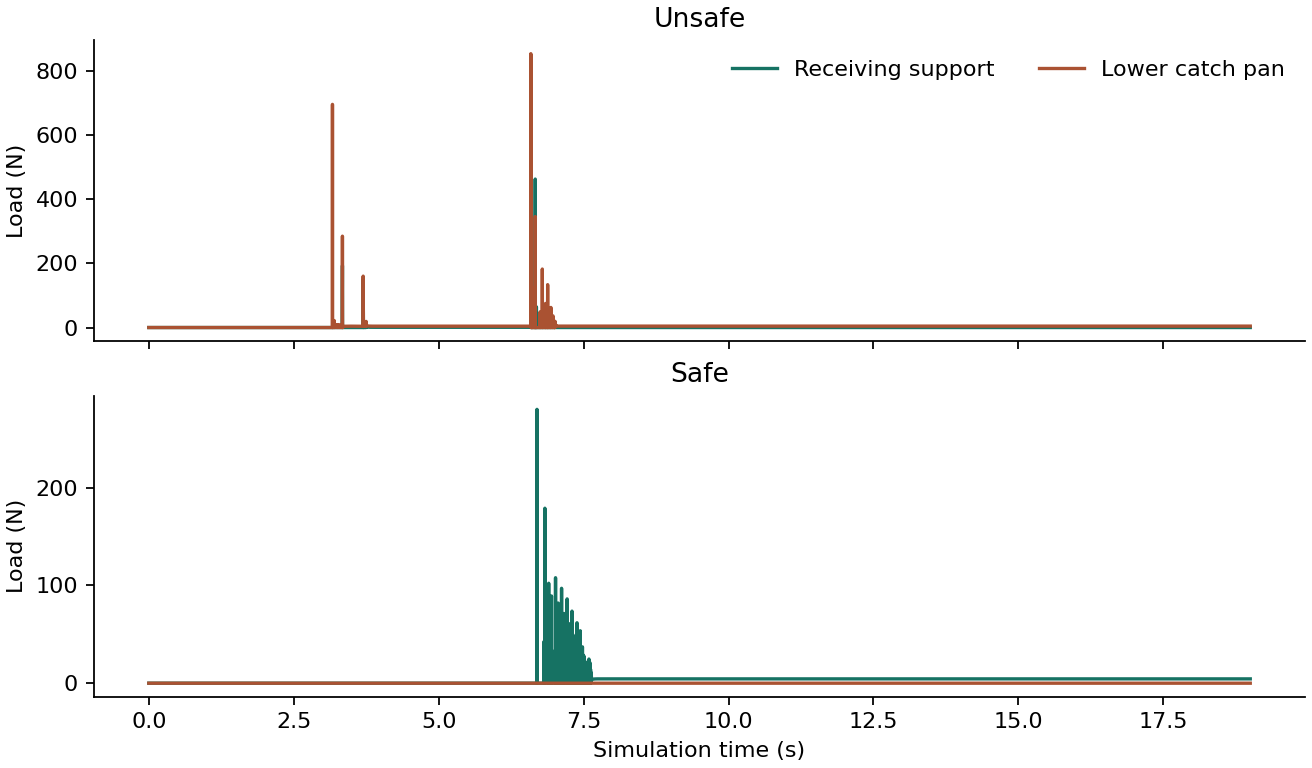 Unsafe
Receiving support
Lower catch pan
Load (N)
800
600
400
200
0
Safe
Load (N)
200
100
0
0.0 2.5 5.0 7.5 10.0 12.5 15.0 17.5
Simulation time (s)